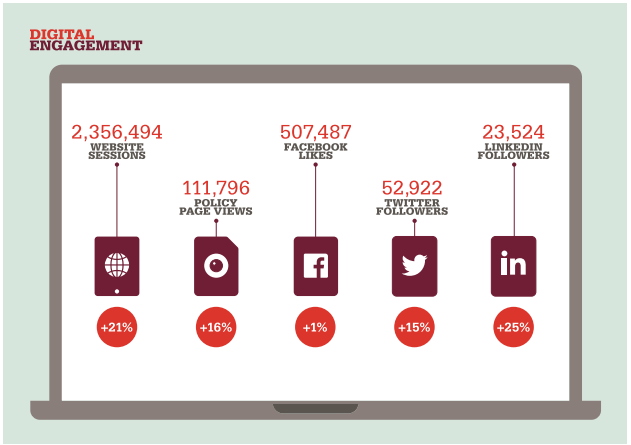 DIGITAL
ENGAGEMENT
2,356,494
WEBSITE
SESSIONS
111,796
POLICY
PAGE VIEWS
507,487
FACEBOOK
LIKES
52,922
TWITTER
FOLLOWERS
23,524
LINKEDIN
FOLLOWERS
f
in
+21%
+16%
+1%
+15%
+25%